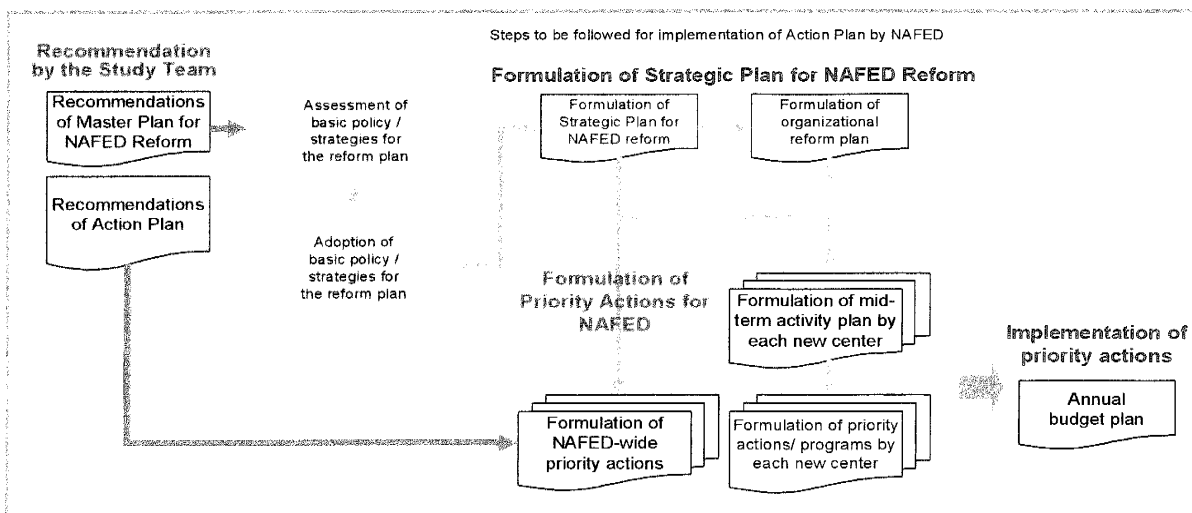 Steps to be followed for implementation of Action Plan by NAFED
Recommendation
by the Study Team
Recommendations
of Master Plan for
NAFED Reform
Recommendations
of Action Plan
Assessment of
basic policy /
strategies for
the reform plan
Adoption of
basic policy /
strategies for
the reform plan
Formulation of Strategic Plan for NAFED Reform
Formulation of
Strategic Plan for
NAFED reform
Formulation of
organizational
reform plan
Formulation of
Priority Actions for
NAFED
Formulation of mid-
term activity plan by
each new center
Formulation of
NAFED-wide
priority actions
Formulation of priority
actions/ programs by
each new center
Implementation of
priority actions
Annual
budget plan